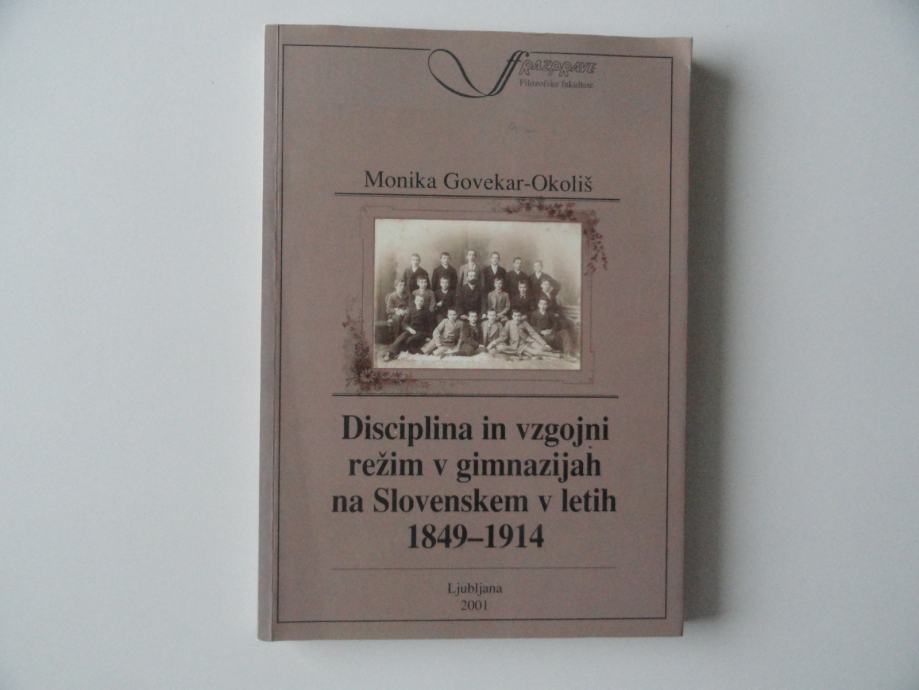 RAZPRAVE
Filozofske fakultete
Monika Govekar-Okoliš
Disciplina in vzgojni
režim v gimnazijah
na Slovenskem v letih
1849–1914
Ljubljana
2001